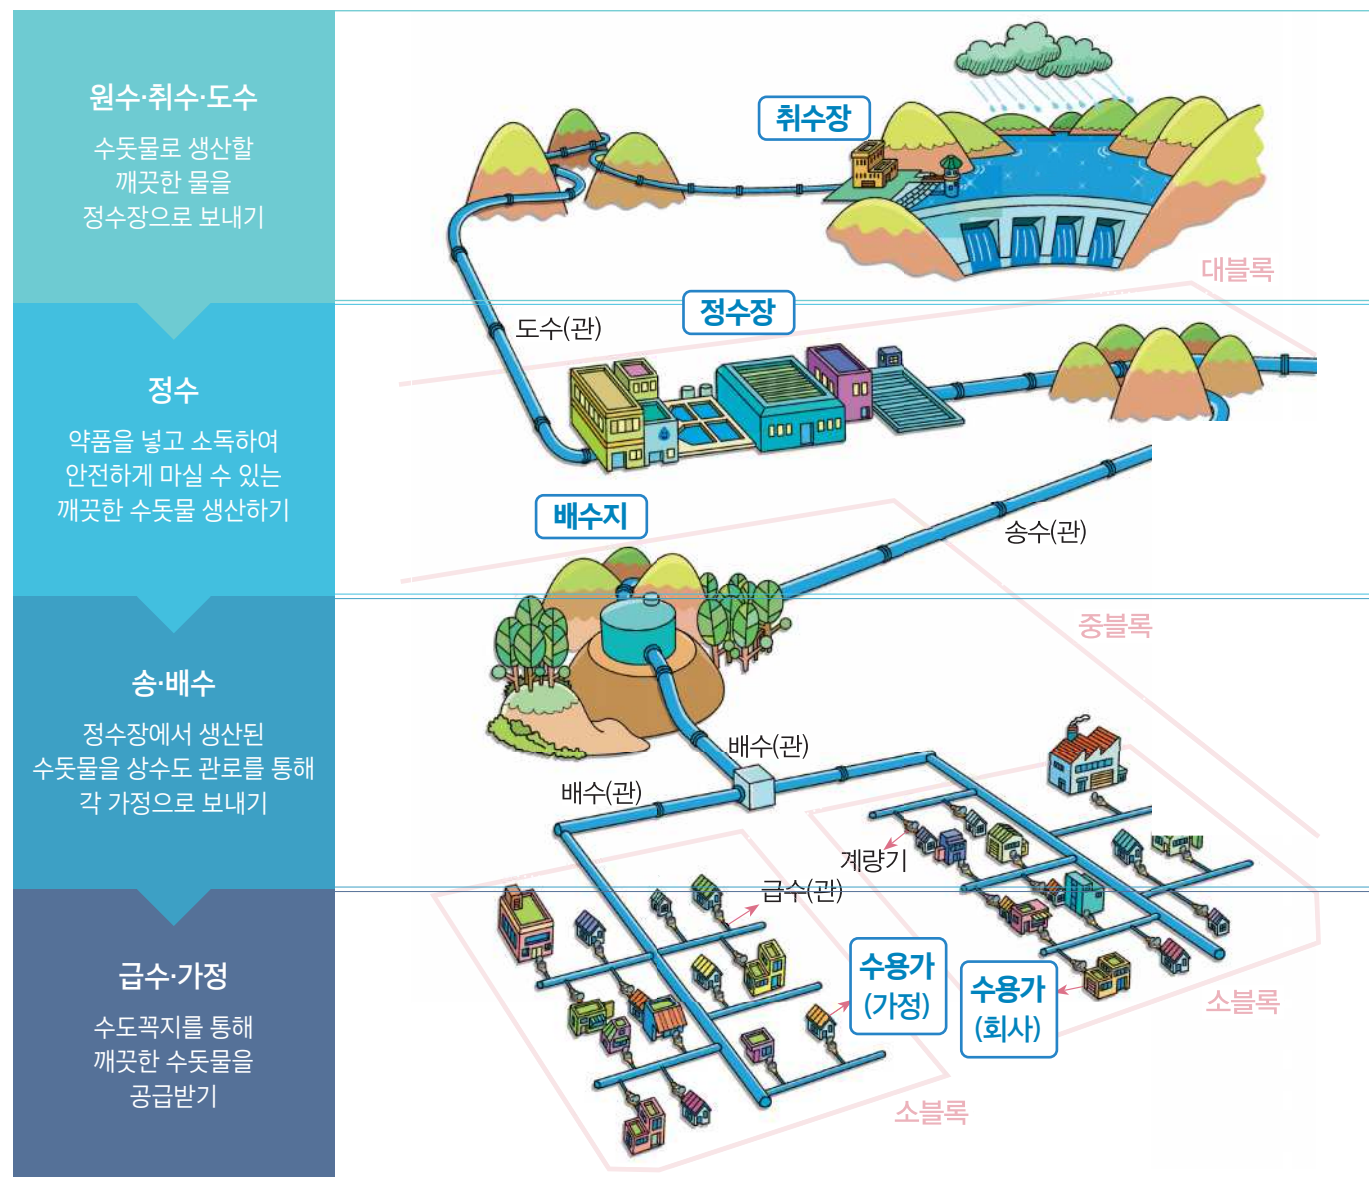 원수·취수·도수
수돗물로 생산할
깨끗한 물을
정수장으로 보내기
정수
약품을 넣고 소독하여
안전하게 마실 수 있는
깨끗한 수돗물 생산하기
송·배수
정수장에서 생산된
수돗물을 상수도 관로를 통해
각 가정으로 보내기
급수·가정
수도꼭지를 통해
깨끗한 수돗물을
공급받기
취수장
대블록
정수장
도수(관)
배수지
송수(관)
중블록
배수(관)
배수(관)
계량기
급수(관)
수용가
(가정)
수용가
(회사)
소블록
소블록